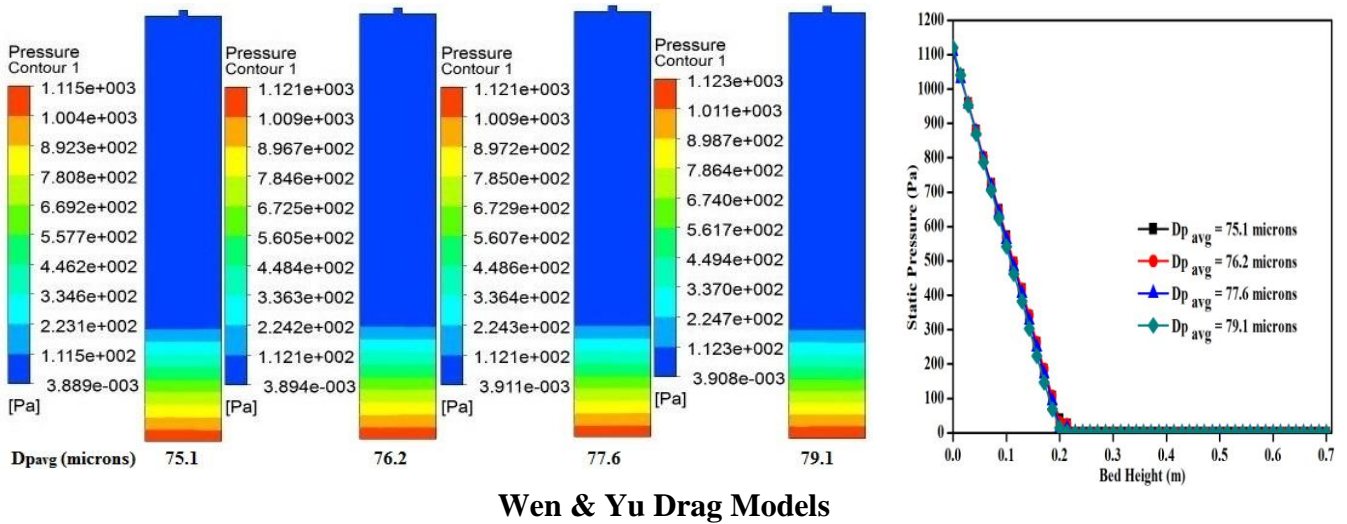 Pressure
Contour 1
1.115e+003
1.004e+003
8.923e+002
7.808e+002
6.692e+002
5.577e+002
4.462e+002
3.346e+002
2.231e+002
1.115e+002
3.889e-003
[Pa]
Pressure
Contour 1
1.121e+003
1.009e+003
8.967e+002
7.846e+002
6.725e+002
5.605e+002
4.484e+002
3.363e+002
2.242e+002
1.121e+002
3.894e-003
[Pa]
Pressure
Contour 1
1.121e+003
1.009e+003
8.972e+002
7.850e+002
6.729e+002
5.607e+002
4.486e+002
3.364e+002
2.243e+002
1.121e+002
3.911e-003
[Pa]
Pressure
Contour 1
1.123e+003
1.011e+003
8.987e+002
7.864e+002
6.740e+002
5.617e+002
4.494e+002
3.370e+002
2.247e+002
1.123e+002
3.908e-003
[Pa]
Dpavg (microns) 75.1 76.2 77.6 79.1
Static Pressure (Pa)
1200
1100
1000
900
800
700
600
500
400
300
200
100
0
Dp avg = 75.1 microns
Dp avg = 76.2 microns
Dp avg = 77.6 microns
Dp avg = 79.1 microns
0.0 0.1 0.2 0.3 0.4 0.5 0.6 0.7
Bed Height (m)
Wen & Yu Drag Models